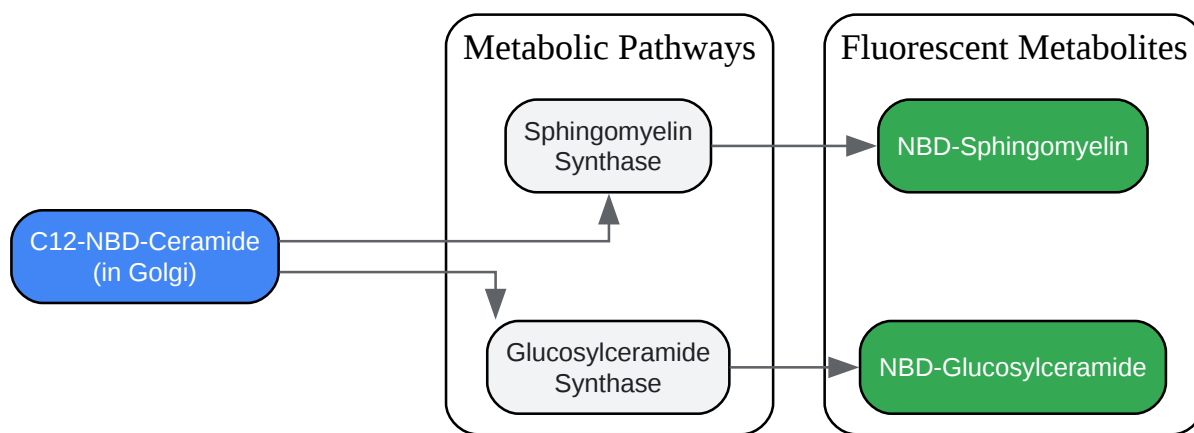 Metabolic Pathways
Fluorescent Metabolites
Sphingomyelin
Synthase
NBD-Sphingomyelin
C12-NBD-Ceramide
(in Golgi)
Glucosylceramide
Synthase
NBD-Glucosylceramide